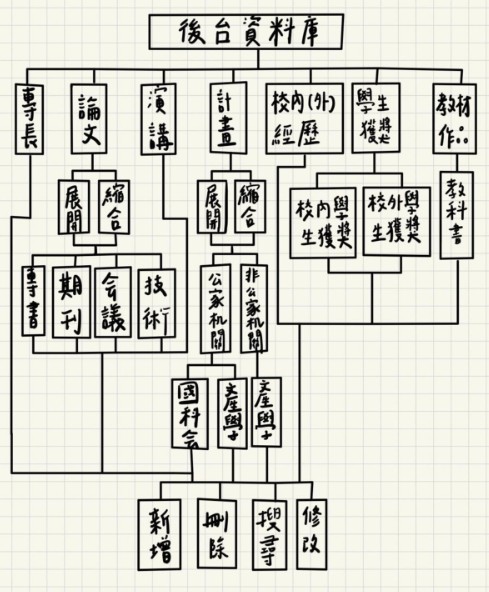 後台資料庫
專長
論文
演講
計畫
校內(外)
經歷
學生
獲獎
教材
作品
展開
縮合
展開
縮合
校內學
生獲獎
校外學
生獲獎
教科書
專書
期刊
会議
技術
公家机關
非公家机關
國科会
產學
產學
新增
刪除
搜尋
修改